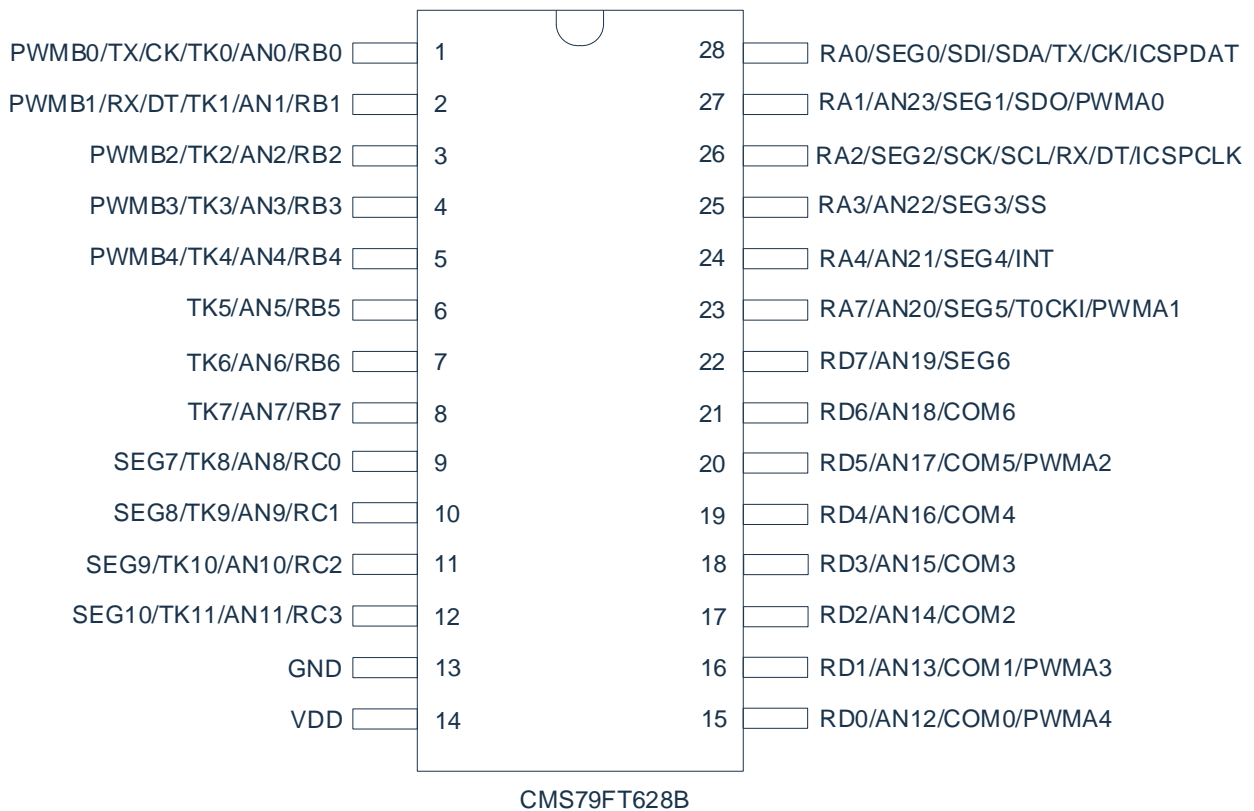 PWMB0/TX/CK/TK0/AN0/RB0 1 28 RA0/SEG0/SDI/SDA/TX/CK/ICSPDAT
PWMB1/RX/DT/TK1/AN1/RB1 2 27 RA1/AN23/SEG1/SDO/PWMA0
PWMB2/TK2/AN2/RB2 3 26 RA2/SEG2/SCK/SCL/RX/DT/ICSPCLK
PWMB3/TK3/AN3/RB3 4 25 RA3/AN22/SEG3/SS
PWMB4/TK4/AN4/RB4 5 24 RA4/AN21/SEG4/INT
TK5/AN5/RB5 6 23 RA7/AN20/SEG5/T0CKI/PWMA1
TK6/AN6/RB6 7 22 RD7/AN19/SEG6
TK7/AN7/RB7 8 21 RD6/AN18/COM6
SEG7/TK8/AN8/RC0 9 20 RD5/AN17/COM5/PWMA2
SEG8/TK9/AN9/RC1 10 19 RD4/AN16/COM4
SEG9/TK10/AN10/RC2 11 18 RD3/AN15/COM3
SEG10/TK11/AN11/RC3 12 17 RD2/AN14/COM2
GND 13 16 RD1/AN13/COM1/PWMA3
VDD 14 15 RD0/AN12/COM0/PWMA4
CMS79FT628B